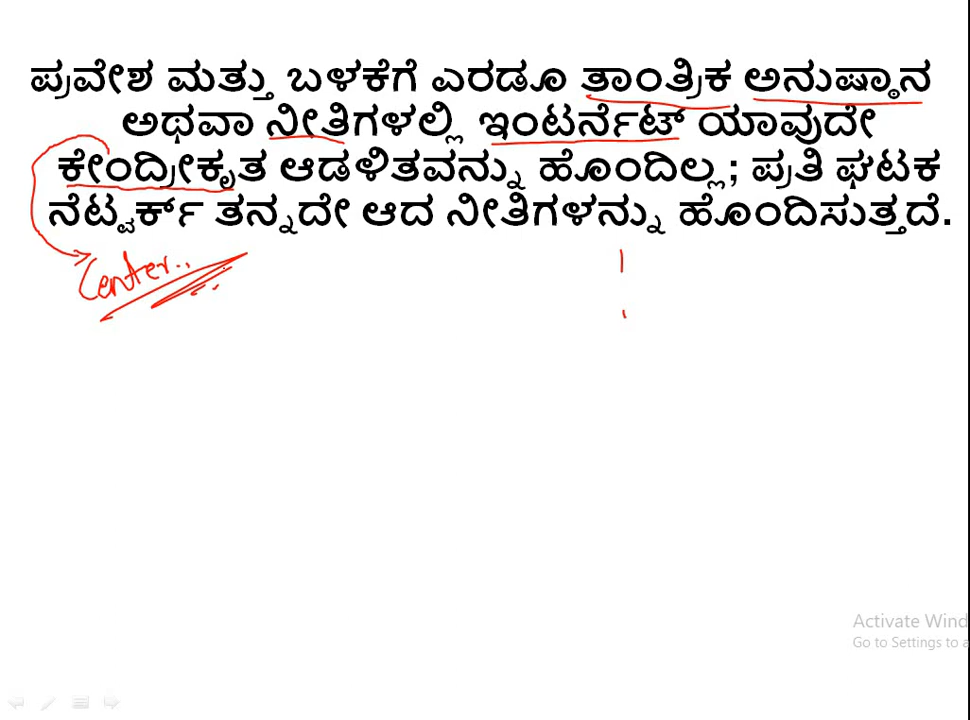 ಪ್ರವೇಶ ಮತ್ತು ಬಳಕೆಗೆ ಎರಡೂ ತಾಂತ್ರಿಕ ಅನುಷ್ಠಾನ
ಅಥವಾ ನೀತಿಗಳಲ್ಲಿ ಇಂಟರ್ನೆಟ್ ಯಾವುದೇ
ಕೇಂದ್ರೀಕೃತ ಆಡಳಿತವನ್ನು ಹೊಂದಿಲ್ಲ; ಪ್ರತಿ ಘಟಕ
ನೆಟ್ವರ್ಕ್ ತನ್ನದೇ ಆದ ನೀತಿಗಳನ್ನು ಹೊಂದಿಸುತ್ತದೆ.
Center..
Activate Wind
Go to Settings to a